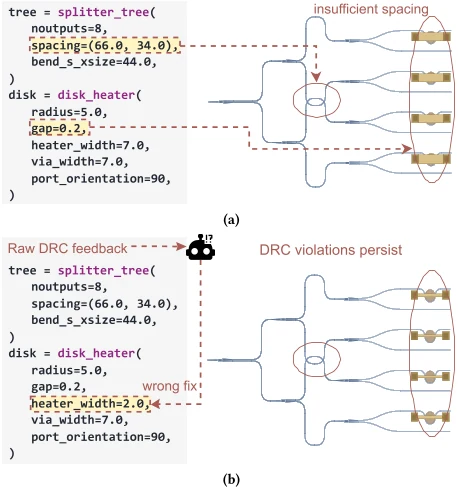 tree = splitter_tree(
noutputs=8,
spacing=(66.0, 34.0),
bend_s_xsize=44.0,
)
disk = disk_heater(
radius=5.0,
gap=0.2,
heater_width=7.0,
via_width=7.0,
port_orientation=90,
)
insufficient spacing
(a)
Raw DRC feedback
!?
DRC violations persist
tree = splitter_tree(
noutputs=8,
spacing=(66.0, 34.0),
bend_s_xsize=44.0,
)
disk = disk_heater(
radius=5.0,
gap=0.2,
wrong fix
heater_width=2.0,
via_width=7.0,
port_orientation=90,
)
(b)